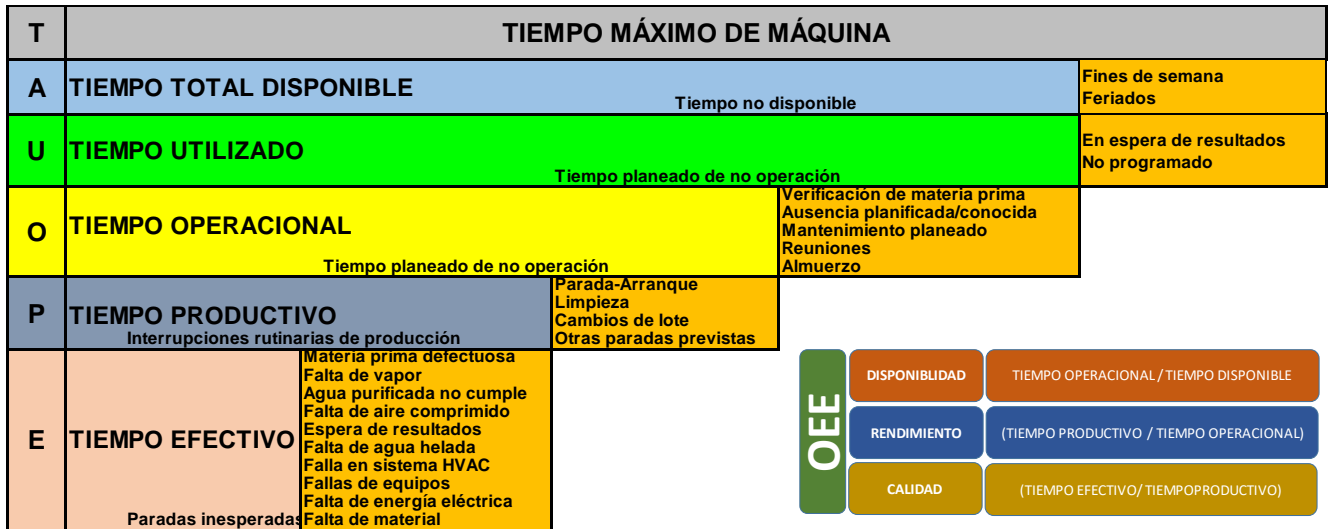 T
TIEMPO MÁXIMO DE MÁQUINA
A
TIEMPO TOTAL DISPONIBLE
Tiempo no disponible
Fines de semana
Feriados
U
TIEMPO UTILIZADO
Tiempo planeado de no operación
En espera de resultados
No programado
O
TIEMPO OPERACIONAL
Tiempo planeado de no operación
Verificación de materia prima
Ausencia planificada/conocida
Mantenimiento planeado
Reuniones
Almuerzo
P
TIEMPO PRODUCTIVO
Interrupciones rutinarias de producción
Parada-Arranque
Limpieza
Cambios de lote
Otras paradas previstas
E
TIEMPO EFECTIVO
Paradas inesperadas
Materia prima defectuosa
Falta de vapor
Agua purificada no cumple
Falta de aire comprimido
Espera de resultados
Falta de agua helada
Falla en sistema HVAC
Fallas de equipos
Falta de energía eléctrica
Falta de material
OEE
DISPONIBLIDAD
TIEMPO OPERACIONAL / TIEMPO DISPONIBLE
RENDIMIENTO
(TIEMPO PRODUCTIVO / TIEMPO OPERACIONAL)
CALIDAD
(TIEMPO EFECTIVO/ TIEMPOPRODUCTIVO)